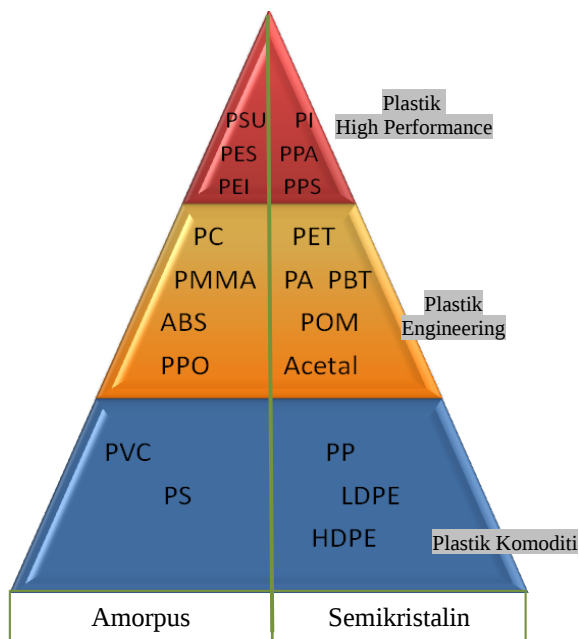 PSU PI
PES PPA
PEI PPS
Plastik
High Performance
PC PET
PMMA PA PBT
ABS POM
PPO Acetal
Plastik
Engineering
PVC PP
PS LDPE
HDPE
Plastik Komoditi
Amorpus Semikristalin